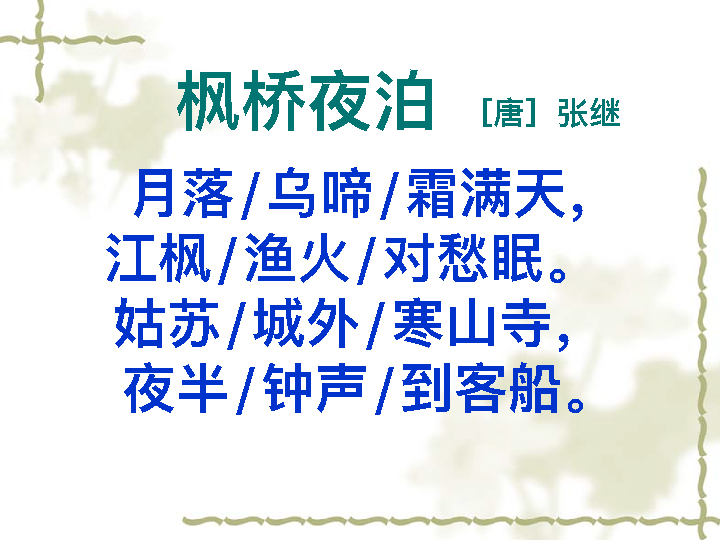 枫桥夜泊 [唐] 张继
月落/乌啼/霜满天，
江枫/渔火/对愁眠。
姑苏/城外/寒山寺，
夜半/钟声/到客船。